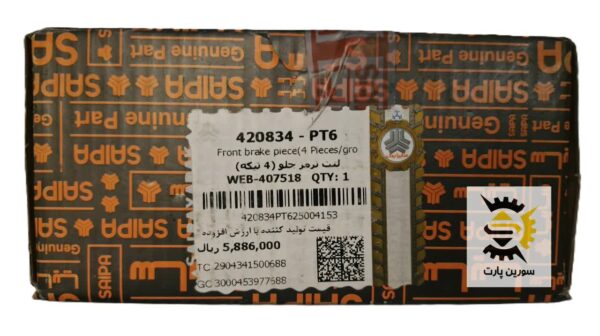 SAIPA
Genuine Part
420834 - PT6
Front brake piece(4 Pieces/gro
لنت ترمز جلو (4 تیکه)
WEB-407518 QTY: 1
420834PT625004153
قیمت تولید کننده با ارزش افزوده
5,886,000 ریال
TC 2904341500688
GC 3000453977688
سورین پارت